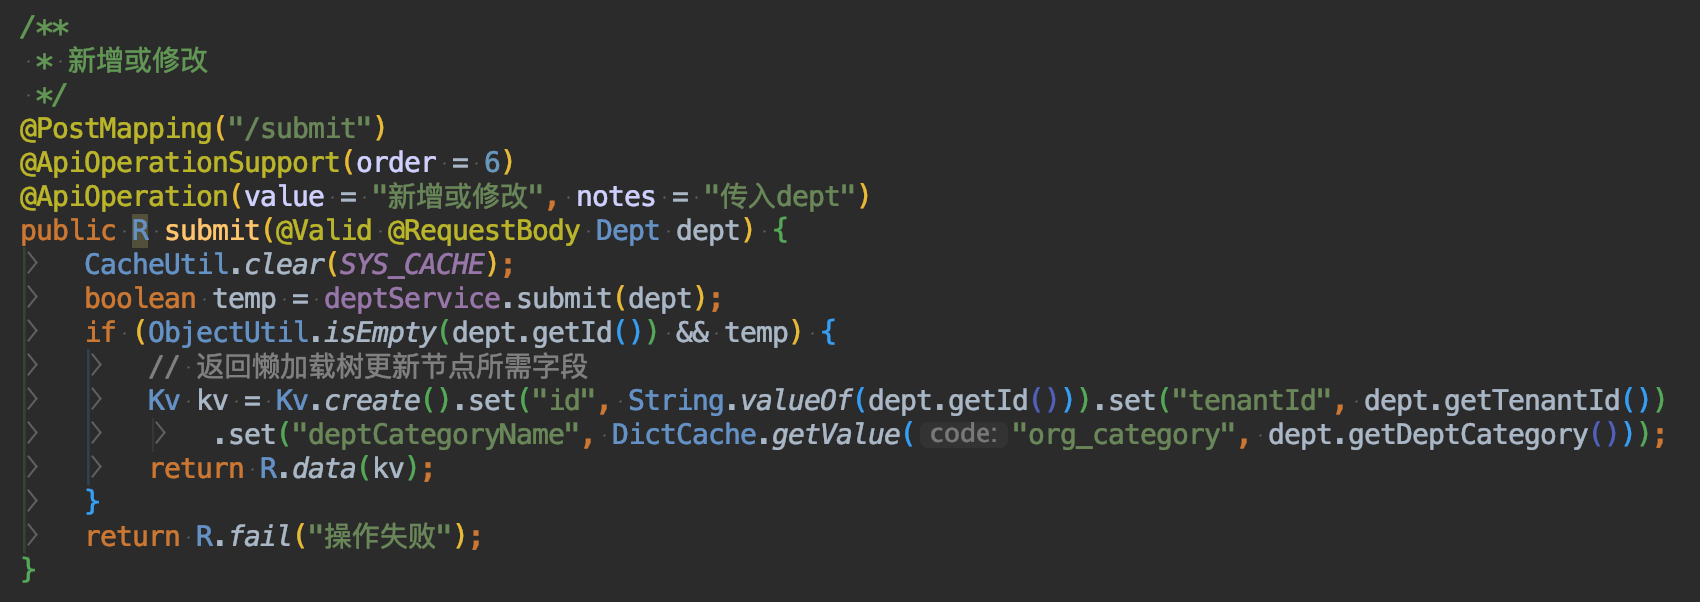 /**
 * 新增或修改
 */
@PostMapping("/submit")
@ApiOperationSupport(order = 6)
@ApiOperation(value = "新增或修改", notes = "传入dept")
public R submit(@Valid @RequestBody Dept dept) {
    CacheUtil.clear(SYS_CACHE);
    boolean temp = deptService.submit(dept);
    if (ObjectUtil.isEmpty(dept.getId()) && temp) {
        // 返回懒加载树更新节点所需字段
        Kv kv = Kv.create().set("id", String.valueOf(dept.getId())).set("tenantId", dept.getTenantId())
            .set("deptCategoryName", DictCache.getValue( code: "org_category", dept.getDeptCategory()));
        return R.data(kv);
    }
    return R.fail("操作失败");
}